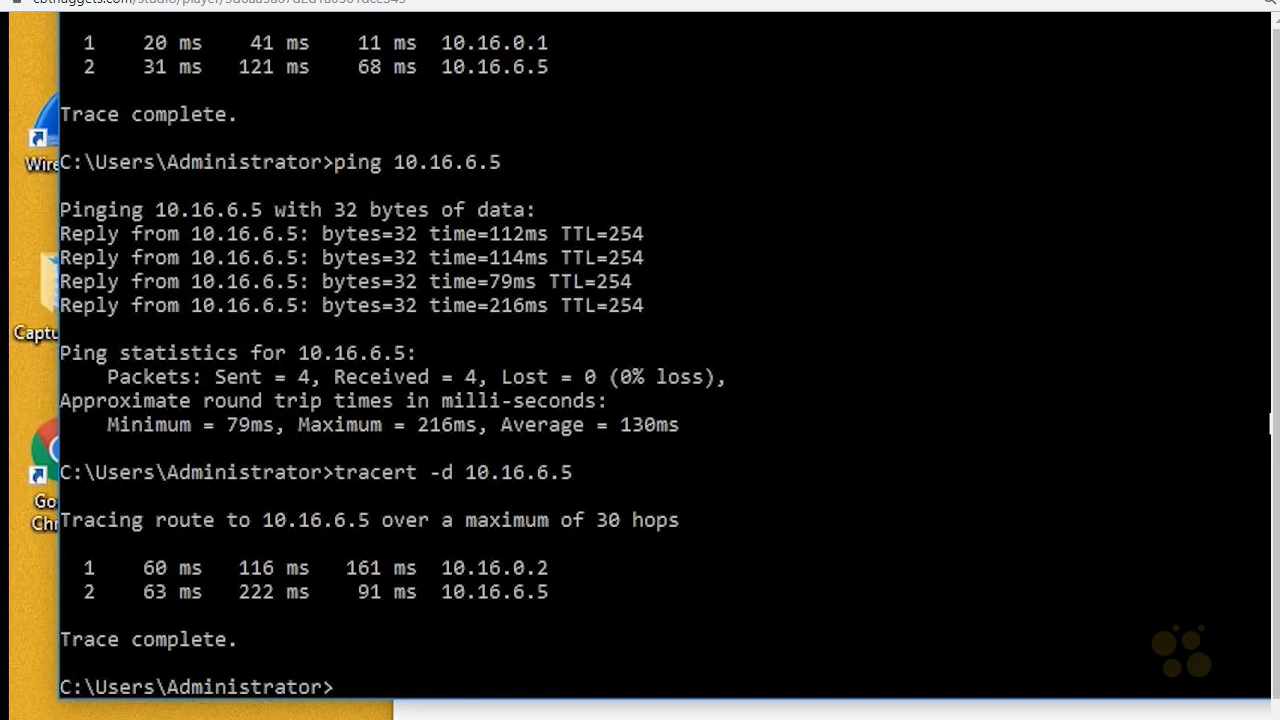 1 20 ms 41 ms 11 ms 10.16.0.1
2 31 ms 121 ms 68 ms 10.16.6.5
Trace complete.
C:\Users\Administrator>ping 10.16.6.5
Pinging 10.16.6.5 with 32 bytes of data:
Reply from 10.16.6.5: bytes=32 time=112ms TTL=254
Reply from 10.16.6.5: bytes=32 time=114ms TTL=254
Reply from 10.16.6.5: bytes=32 time=79ms TTL=254
Reply from 10.16.6.5: bytes=32 time=216ms TTL=254
Ping statistics for 10.16.6.5:
Packets: Sent = 4, Received = 4, Lost = 0 (0% loss),
Approximate round trip times in milli-seconds:
Minimum = 79ms, Maximum = 216ms, Average = 130ms
C:\Users\Administrator>tracert -d 10.16.6.5
Tracing route to 10.16.6.5 over a maximum of 30 hops
1 60 ms 116 ms 161 ms 10.16.0.2
2 63 ms 222 ms 91 ms 10.16.6.5
Trace complete.
C:\Users\Administrator>
Wire
Captu
Go
Chr